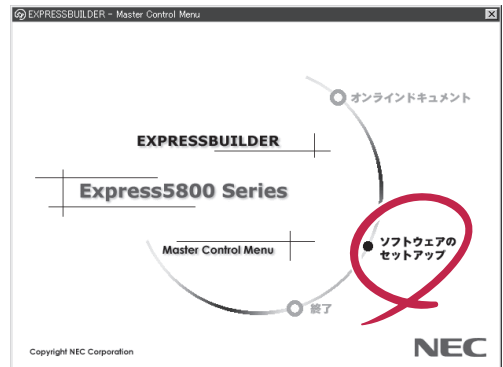 EXPRESSBUILDER - Master Control Menu
オンラインドキュメント
EXPRESSBUILDER
Express5800 Series
ソフトウェアの
セットアップ
Master Control Menu
終了
Copyright NEC Corporation
NEC